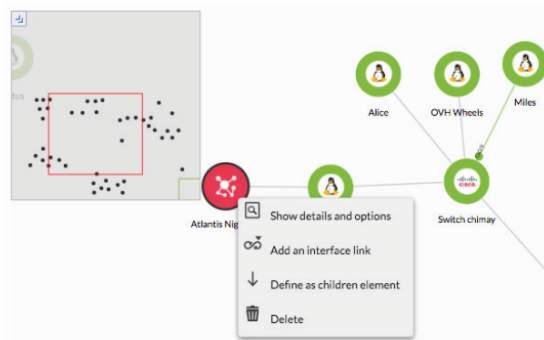 Alice
OVH Wheels
Miles
CISCO
Switch chimay
Atlantis Nig
Show details and options
Add an interface link
Define as children element
Delete